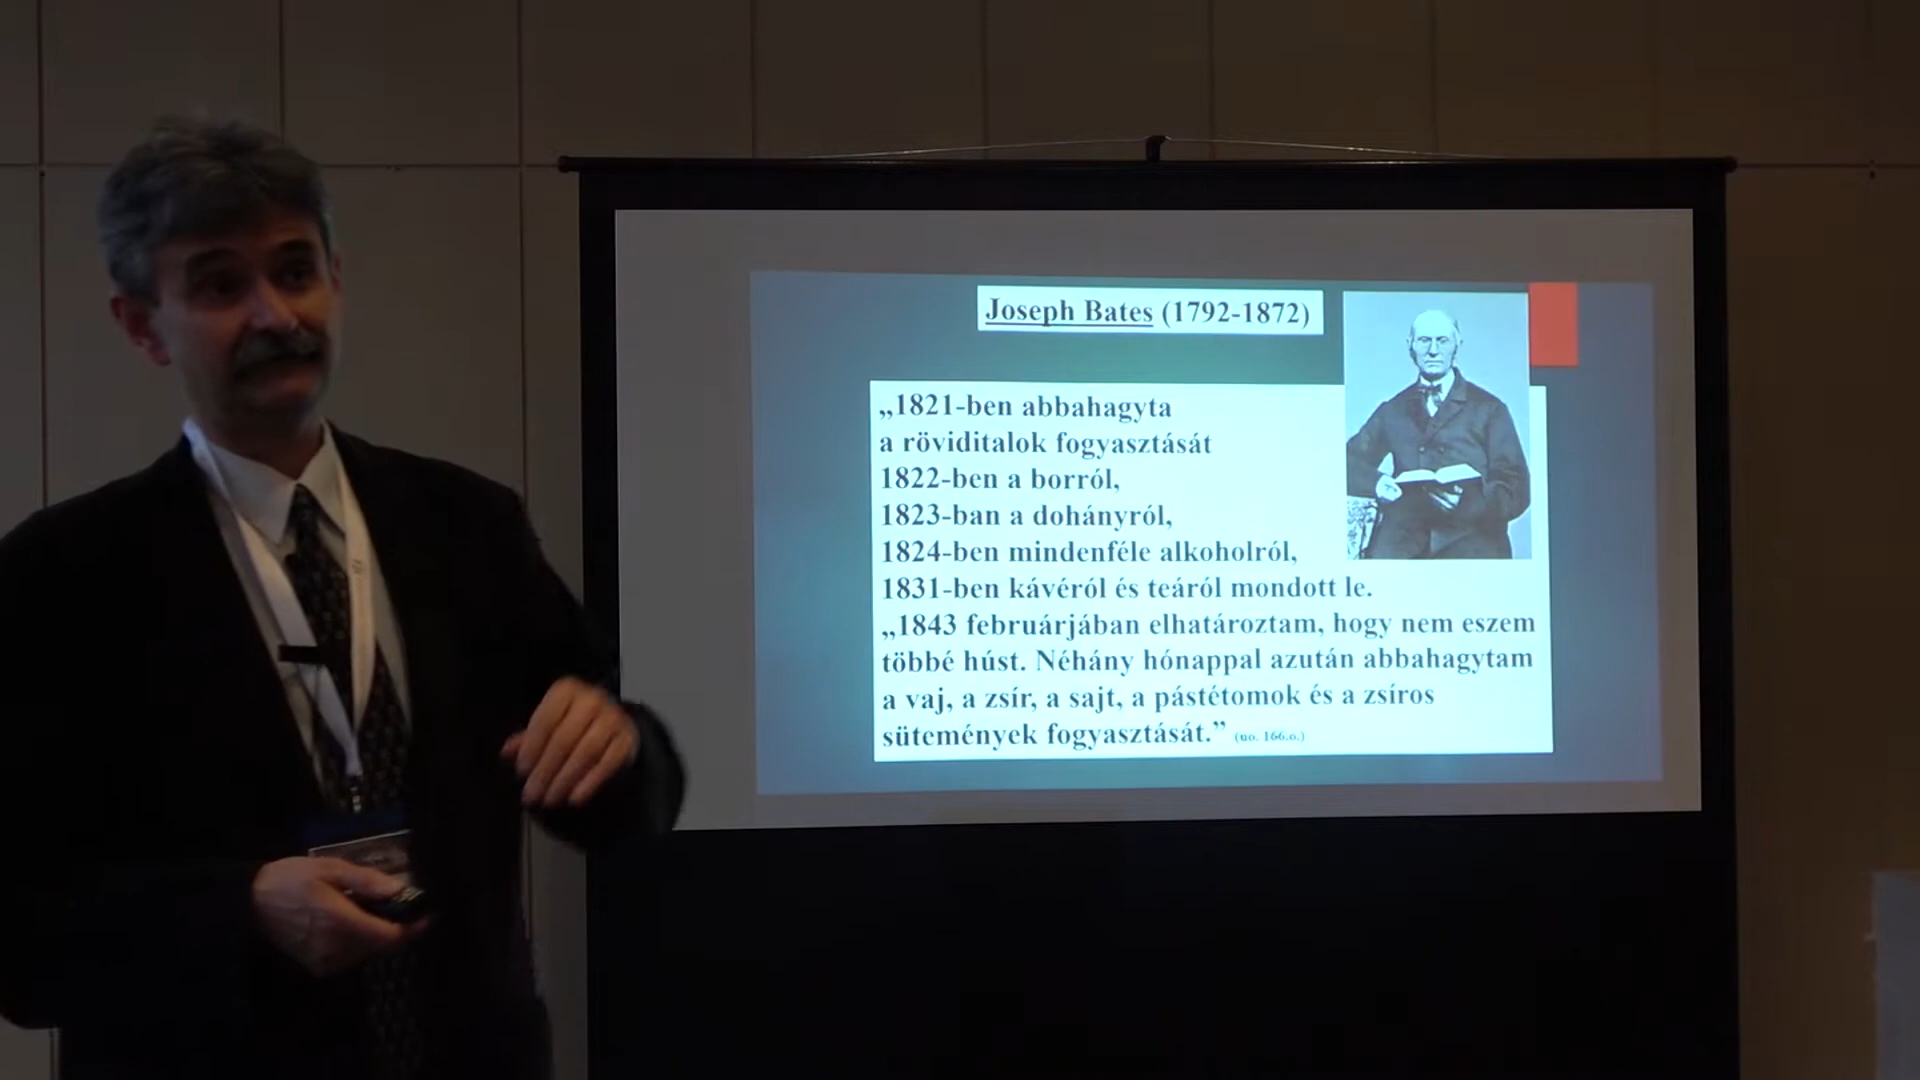 Joseph Bates (1792-1872)
„1821-ben abbahagyta
a röviditalok fogyasztását
1822-ben a borról,
1823-ban a dohányról,
1824-ben mindenféle alkoholról,
1831-ben kávéról és teáról mondott le.
„1843 februárjában elhatároztam, hogy nem eszem
többé húst. Néhány hónappal azután abbahagytam
a vaj, a zsír, a sajt, a pástétomok és a zsíros
sütemények fogyasztását.” (uo. 166.o.)